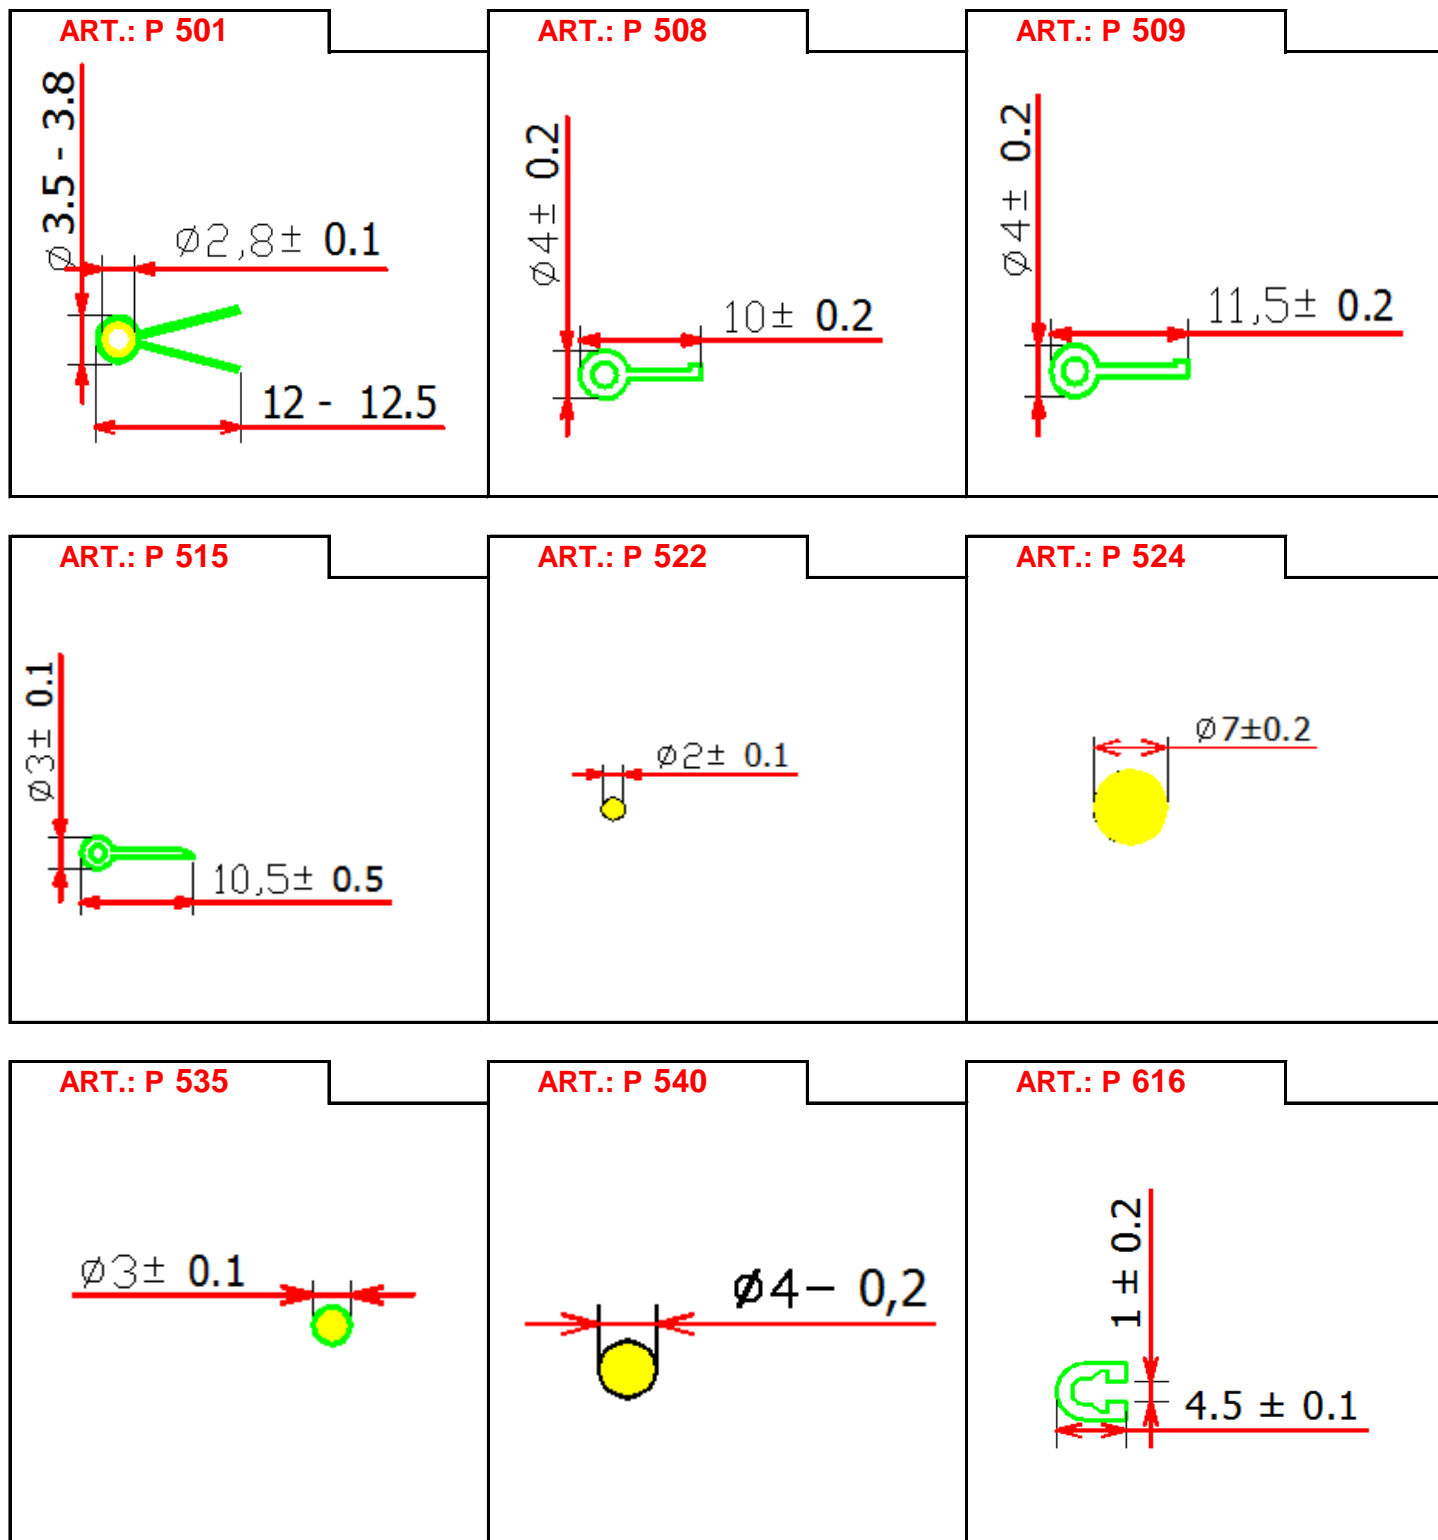 ART.: P 501
ART.: P 508
ART.: P 509
ø 3.5 - 3.8
ø2,8± 0.1
12 - 12.5
ø4± 0.2
10± 0.2
ø4± 0.2
11,5± 0.2
ART.: P 515
ART.: P 522
ART.: P 524
ø3± 0.1
10,5± 0.5
ø2± 0.1
ø7±0.2
ART.: P 535
ART.: P 540
ART.: P 616
ø3± 0.1
ø4- 0,2
1 ± 0.2
4.5 ± 0.1